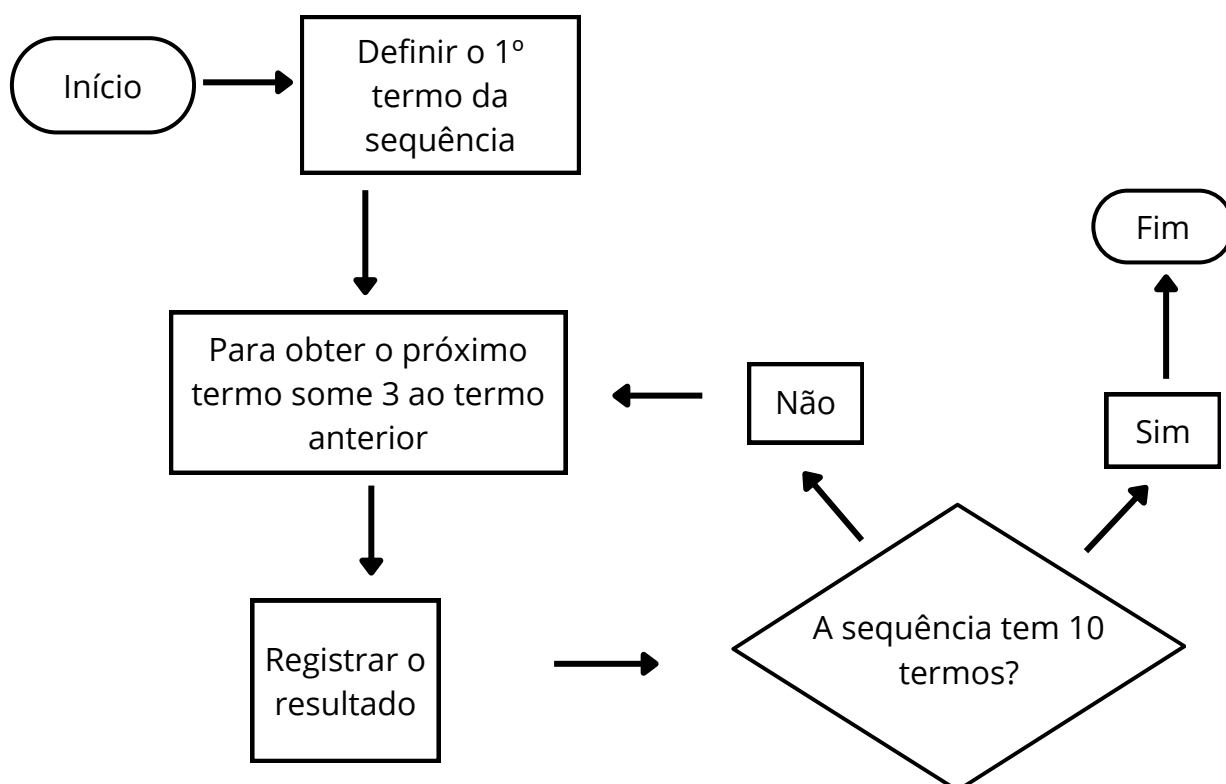 Início
Definir o 1º
termo da
sequência
Para obter o próximo
termo some 3 ao termo
anterior
Registrar o
resultado
A sequência tem 10
termos?
Não
Sim
Fim